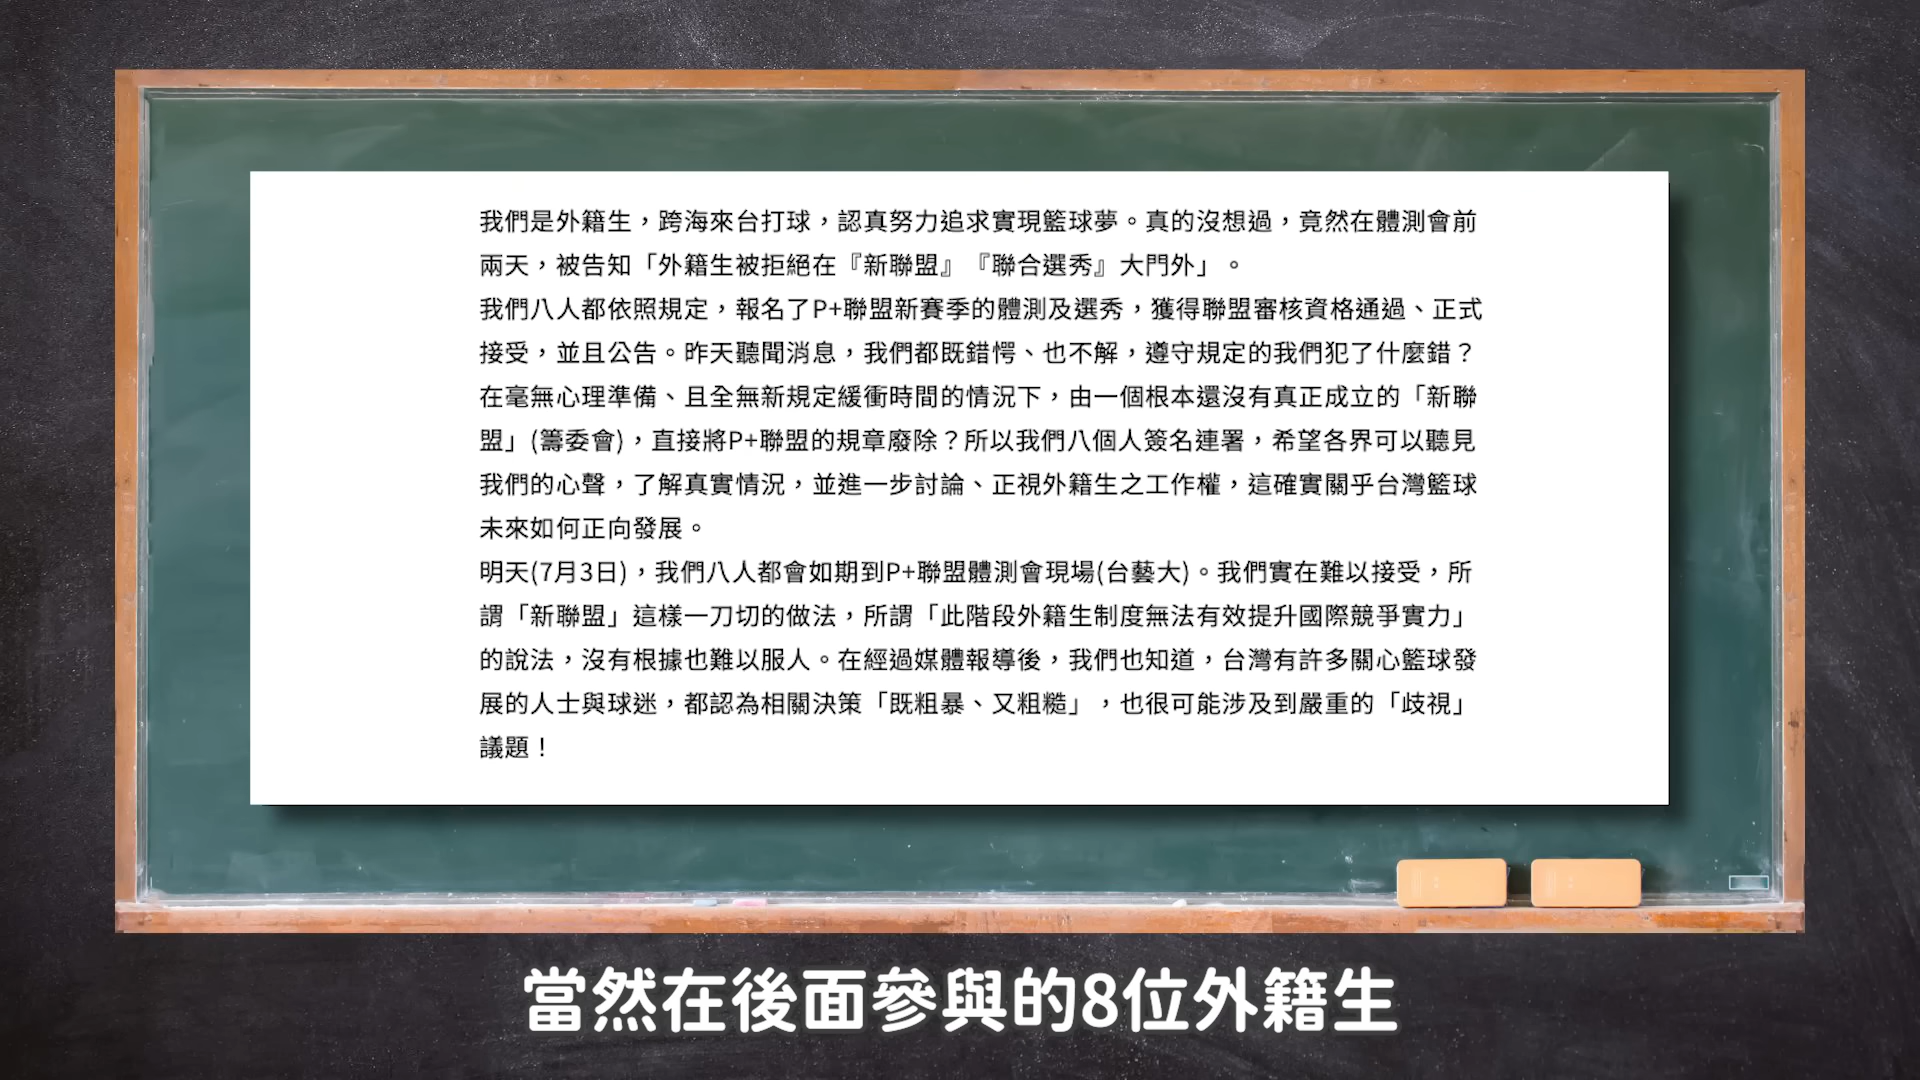 我們是外籍生，跨海來台打球，認真努力追求實現籃球夢。真的沒想過，竟然在體測會前
兩天，被告知「外籍生被拒絕在『新聯盟』『聯合選秀』大門外」。
我們八人都依照規定，報名了P+聯盟新賽季的體測及選秀，獲得聯盟審核資格通過、正式
接受，並且公告。昨天聽聞消息，我們都既錯愕、也不解，遵守規定的我們犯了什麼錯？
在毫無心理準備、且全無新規定緩衝時間的情況下，由一個根本還沒有真正成立的「新聯
盟」(籌委會)，直接將P+聯盟的規章廢除？所以我們八個人簽名連署，希望各界可以聽見
我們的心聲，了解真實情況，並進一步討論、正視外籍生之工作權，這確實關乎台灣籃球
未來如何正向發展。
明天(7月3日)，我們八人都會如期到P+聯盟體測會現場(台藝大)。我們實在難以接受，所
謂「新聯盟」這樣一刀切的做法，所謂「此階段外籍生制度無法有效提升國際競爭實力」
的說法，沒有根據也難以服人。在經過媒體報導後，我們也知道，台灣有許多關心籃球發
展的人士與球迷，都認為相關決策「既粗暴、又粗糙」，也很可能涉及到嚴重的「歧視」
議題！
當然在後面參與的8位外籍生